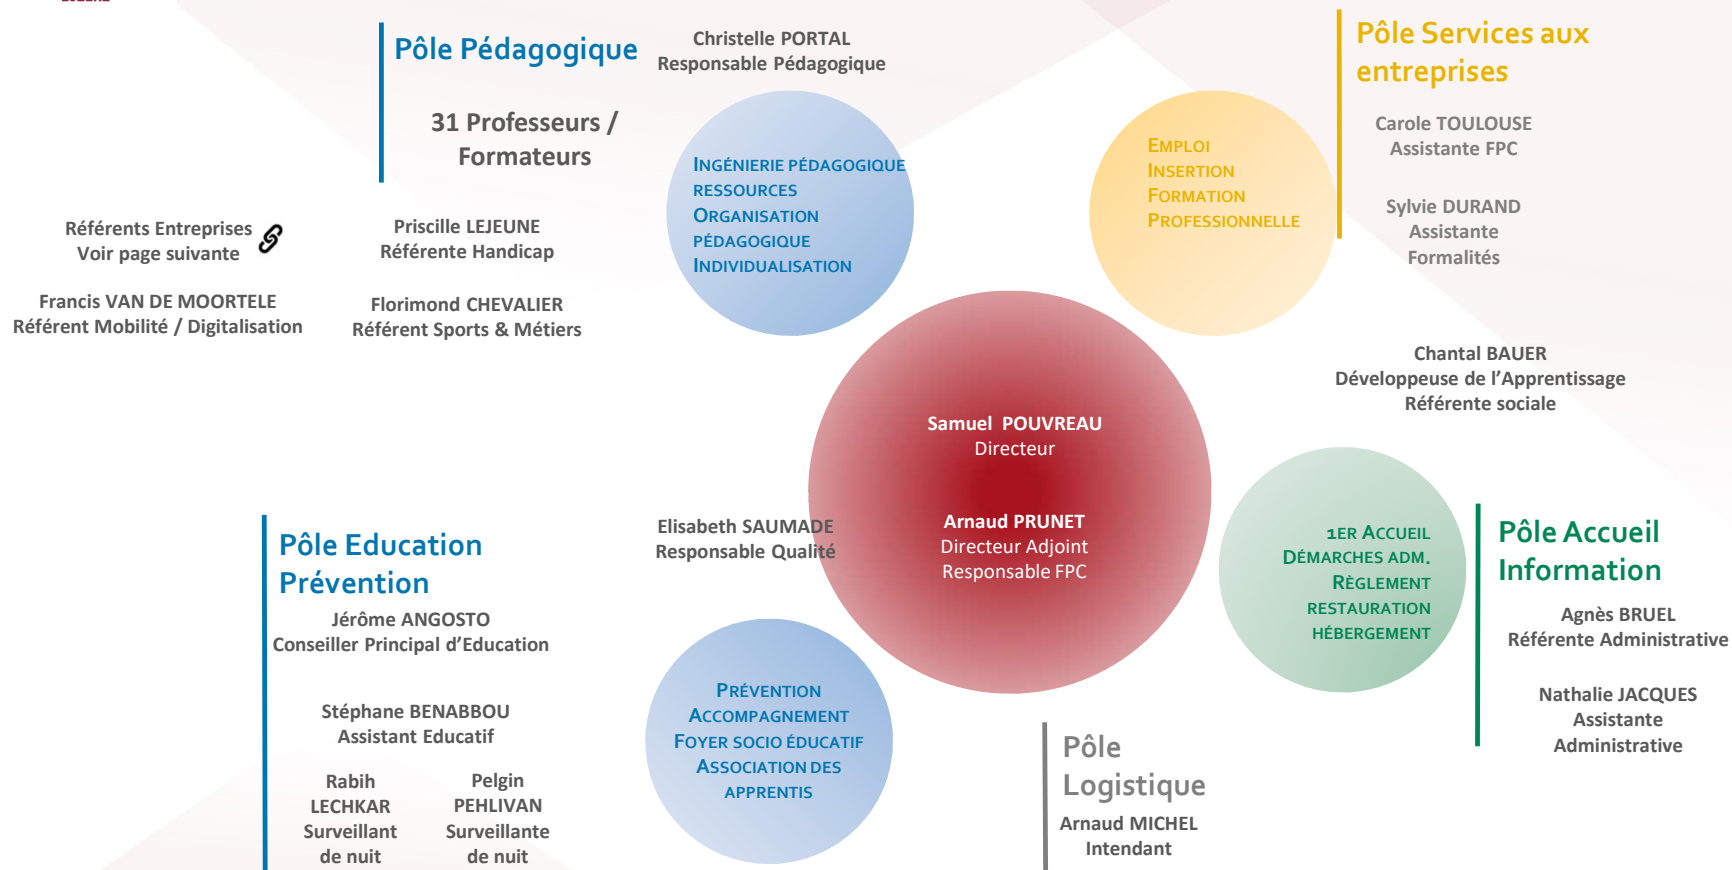 Pôle Pédagogique
31 Professeurs /
Formateurs
Christelle PORTAL
Responsable Pédagogique
INGÉNIERIE PÉDAGOGIQUE
RESSOURCES
ORGANISATION
PÉDAGOGIQUE
INDIVIDUALISATION
Référents Entreprises
Voir page suivante
Priscille LEJEUNE
Référente Handicap
Francis VAN DE MOORTELE
Référent Mobilité / Digitalisation
Florimond CHEVALIER
Référent Sports & Métiers
Pôle Services aux
entreprises
EMPLOI
INSERTION
FORMATION
PROFESSIONNELLE
Carole TOULOUSE
Assistante FPC
Sylvie DURAND
Assistante
Formalités
Chantal BAUER
Développeuse de l’Apprentissage
Référente sociale
Samuel POUVREAU
Directeur
Arnaud PRUNET
Directeur Adjoint
Responsable FPC
Elisabeth SAUMADE
Responsable Qualité
1ER ACCUEIL
DÉMARCHES ADM.
RÈGLEMENT
RESTAURATION
HÉBERGEMENT
Pôle Accueil
Information
Agnès BRUEL
Référente Administrative
Nathalie JACQUES
Assistante
Administrative
Pôle Education
Prévention
Jérôme ANGOSTO
Conseiller Principal d’Education
Stéphane BENABBOU
Assistant Educatif
Rabih
LECHKAR
Surveillant
de nuit
Pelgin
PEHLIVAN
Surveillante
de nuit
PRÉVENTION
ACCOMPAGNEMENT
FOYER SOCIO ÉDUCATIF
ASSOCIATION DES
APPRENTIS
Pôle
Logistique
Arnaud MICHEL
Intendant